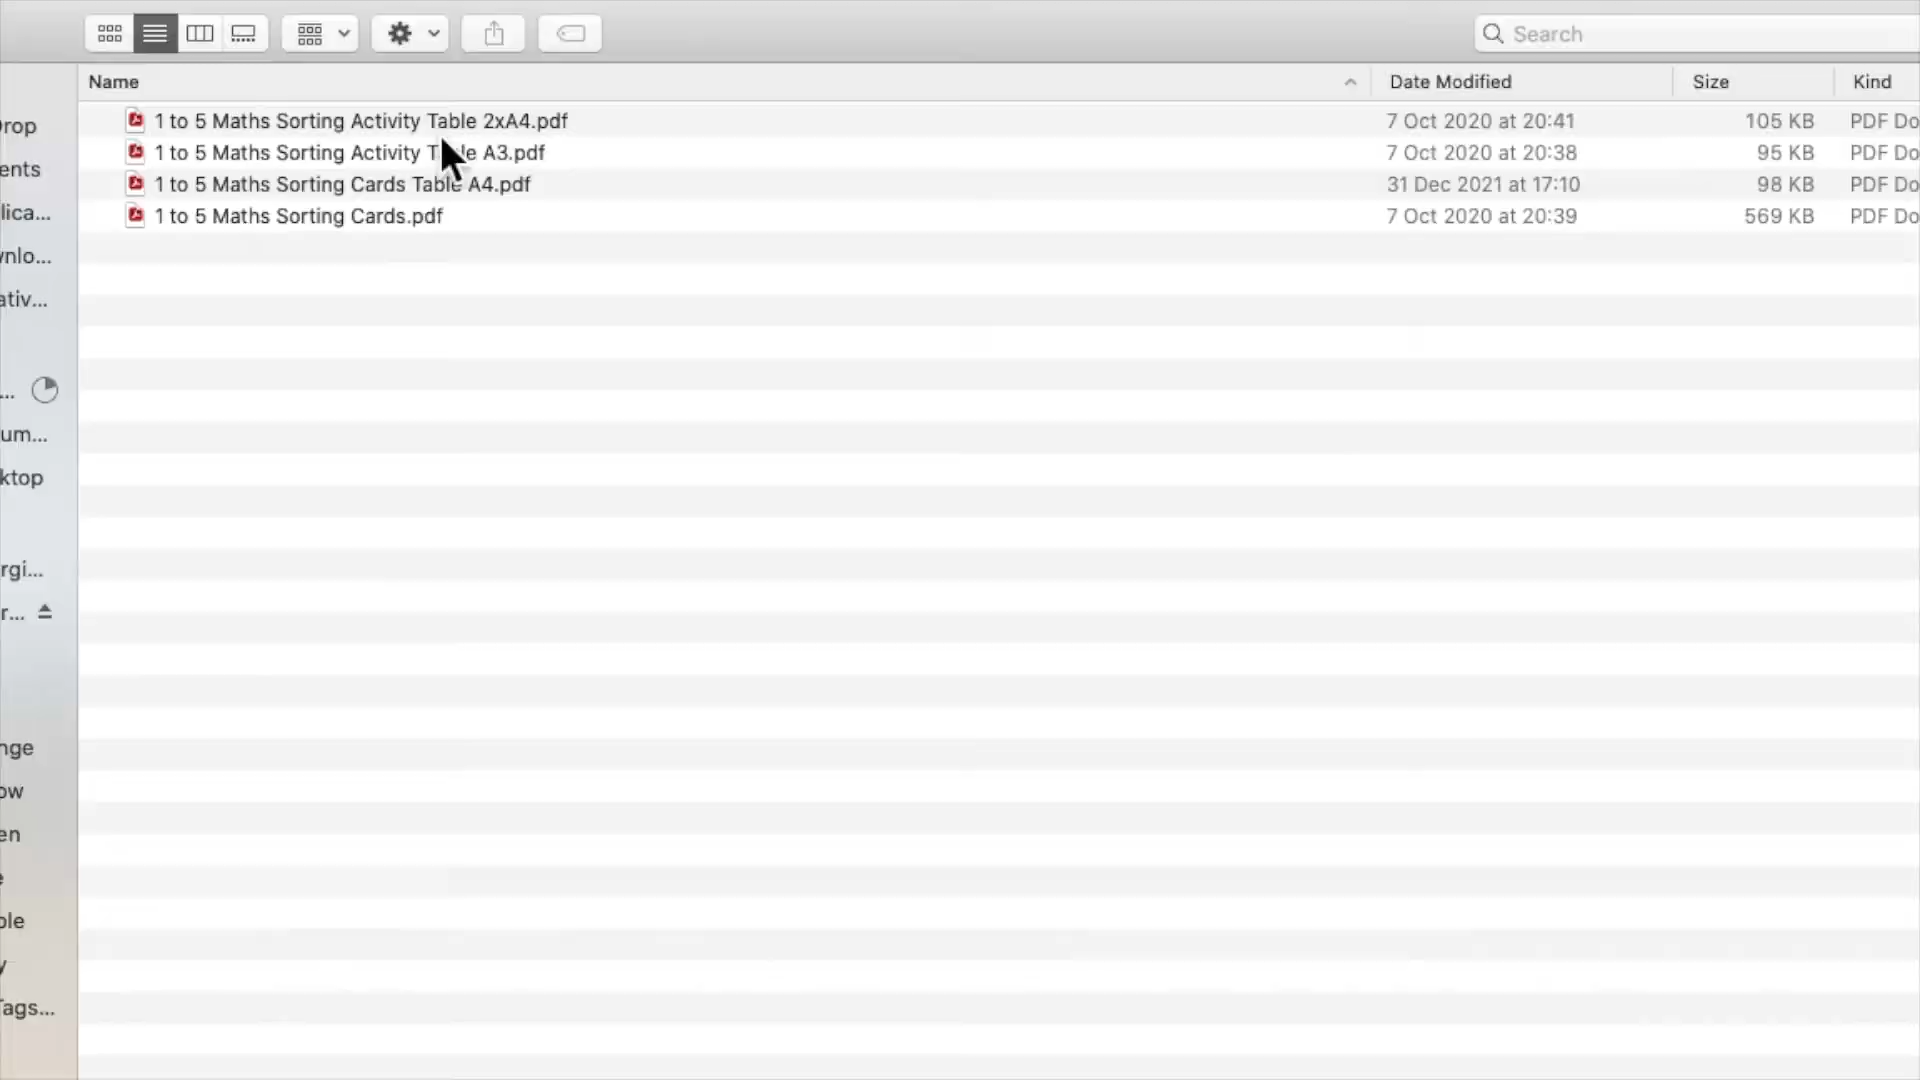 Search
Name Date Modified Size Kind
1 to 5 Maths Sorting Activity Table 2xA4.pdf 7 Oct 2020 at 20:41 105 KB PDF Do
1 to 5 Maths Sorting Activity Table A3.pdf 7 Oct 2020 at 20:38 95 KB PDF Do
1 to 5 Maths Sorting Cards Table A4.pdf 31 Dec 2021 at 17:10 98 KB PDF Do
1 to 5 Maths Sorting Cards.pdf 7 Oct 2020 at 20:39 569 KB PDF Do
rop
ents
lica...
nlo...
ativ...
...
um...
ktop
rgi...
r...
nge
ow
en
e
ple
y
Tags...